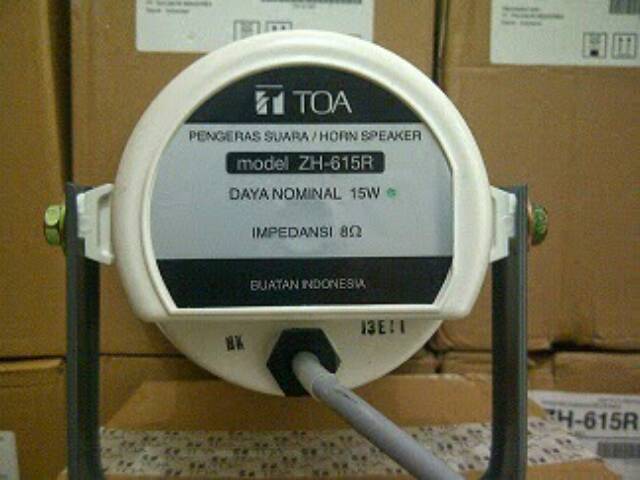 TOA
PENGERAS SUARA / HORN SPEAKER
model ZH-615R
DAYA NOMINAL 15W
IMPEDANSI 8Ω
BUATAN INDONESIA
ZH-615R